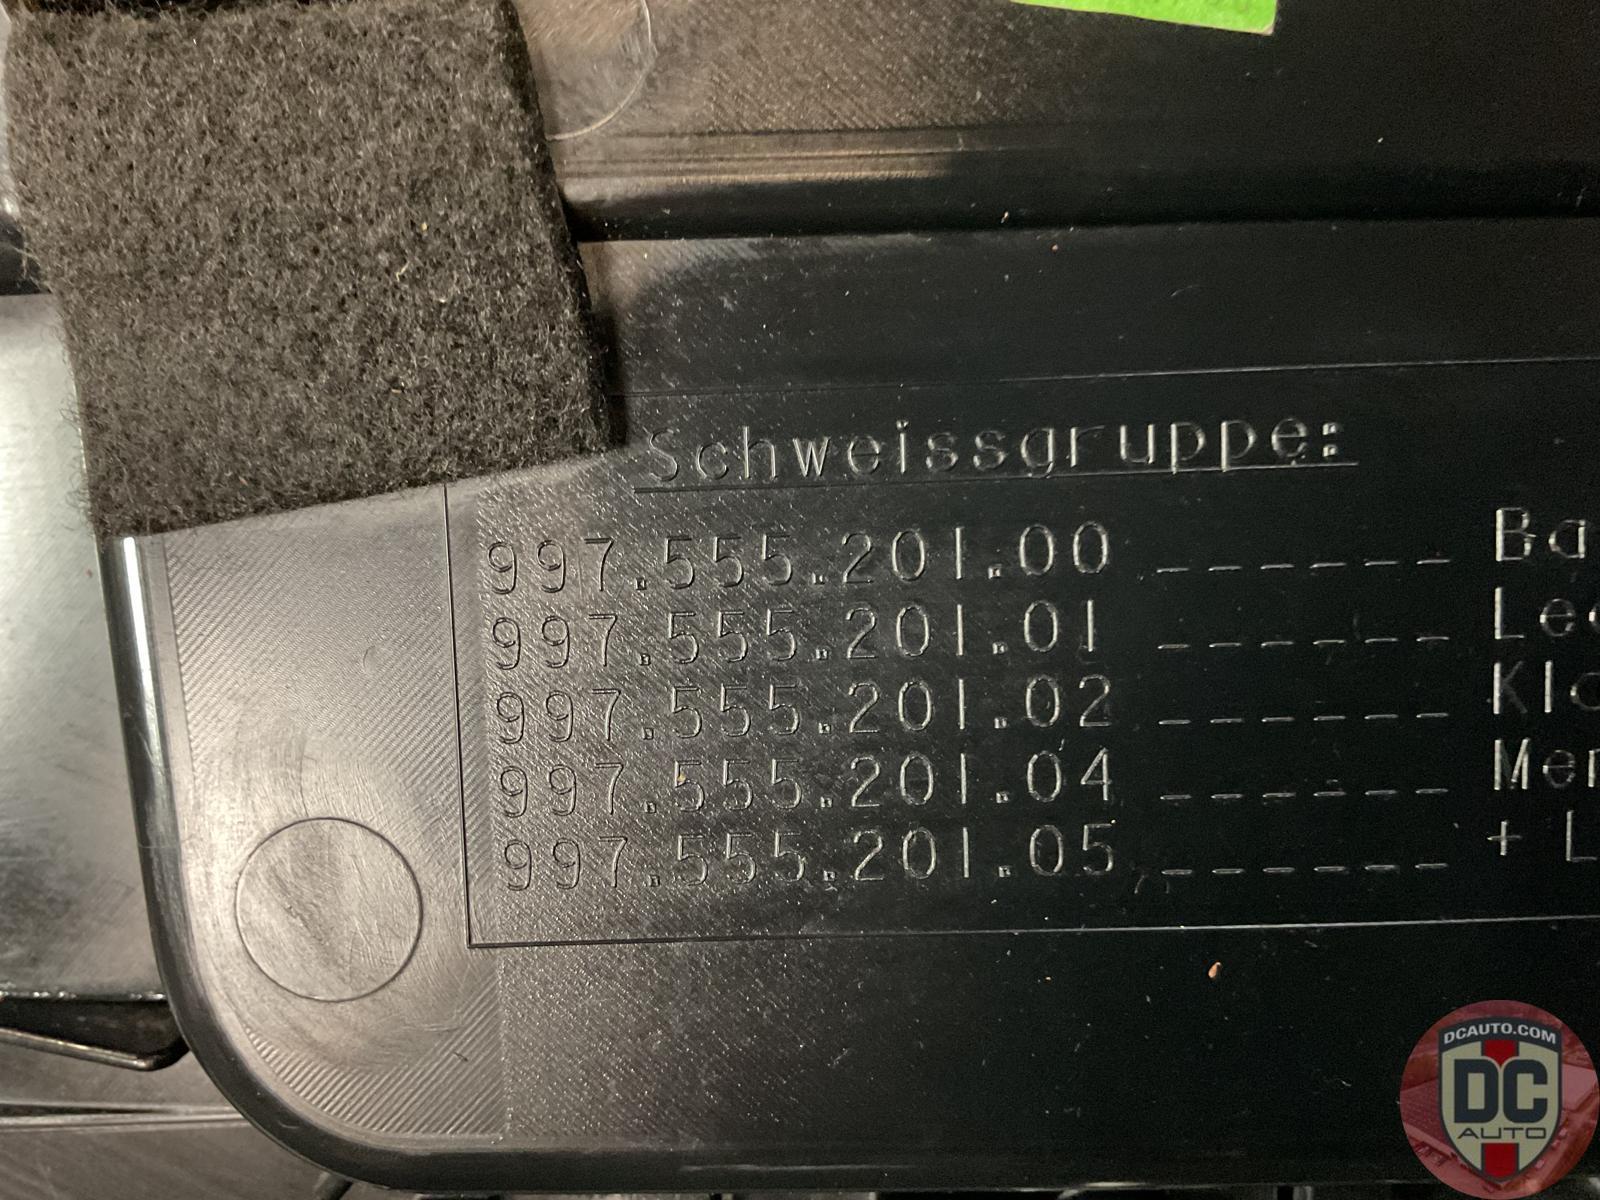 Schweissgruppe:
997.555.201.00 ______ Ba
997.555.201.01 ______ Le
997.555.201.02 ______ Kl
997.555.201.04 ______ Me
997.555.201.05 ______ + L
DCAUTO.COM
DC
AUTO